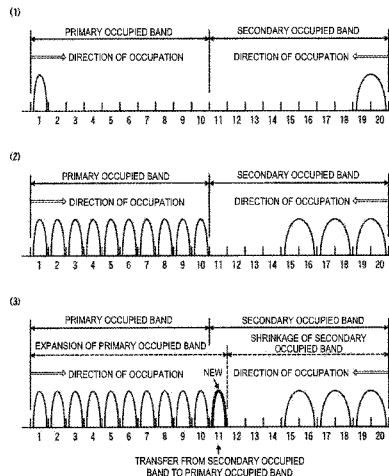 (1)
PRIMARY OCCUPIED BAND SECONDARY OCCUPIED BAND
DIRECTION OF OCCUPATION DIRECTION OF OCCUPATION
1 2 3 4 5 6 7 8 9 10 11 12 13 14 15 16 17 18 19 20
(2)
PRIMARY OCCUPIED BAND SECONDARY OCCUPIED BAND
DIRECTION OF OCCUPATION DIRECTION OF OCCUPATION
1 2 3 4 5 6 7 8 9 10 11 12 13 14 15 16 17 18 19 20
(3)
PRIMARY OCCUPIED BAND SECONDARY OCCUPIED BAND
EXPANSION OF PRIMARY OCCUPIED BAND SHRINKAGE OF SECONDARY
OCCUPIED BAND
DIRECTION OF OCCUPATION NEW DIRECTION OF OCCUPATION
1 2 3 4 5 6 7 8 9 10 11 12 13 14 15 16 17 18 19 20
TRANSFER FROM SECONDARY OCCUPIED
BAND TO PRIMARY OCCUPIED BAND